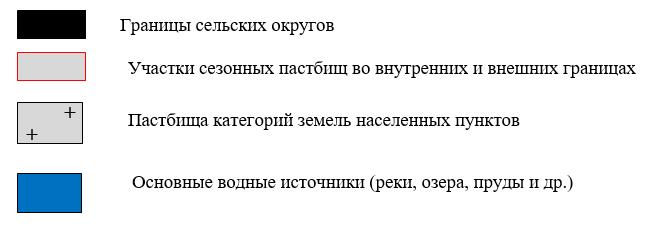 Границы сельских округов
Участки сезонных пастбищ во внутренних и внешних границах
Пастбища категорий земель населенных пунктов
Основные водные источники (реки, озера, пруды и др.)